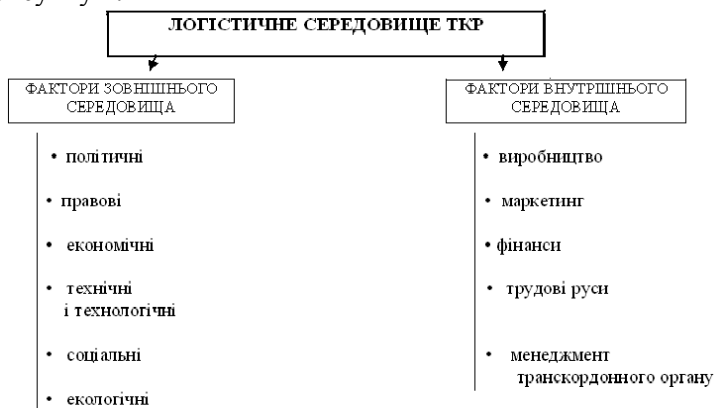 ЛОГІСТИЧНЕ СЕРЕДОВИЩЕ ТКР
ФАКТОРИ ЗОВНІШНЬОГО
СЕРЕДОВИЩА
• політичні
• правові
• економічні
• технічні
і технологічні
• соціальні
• екологічні
ФАКТОРИ ВНУТРІШНЬОГО
СЕРЕДОВИЩА
• виробництво
• маркетинг
• фінанси
• трудові руси
• менеджмент
транскордонного органу